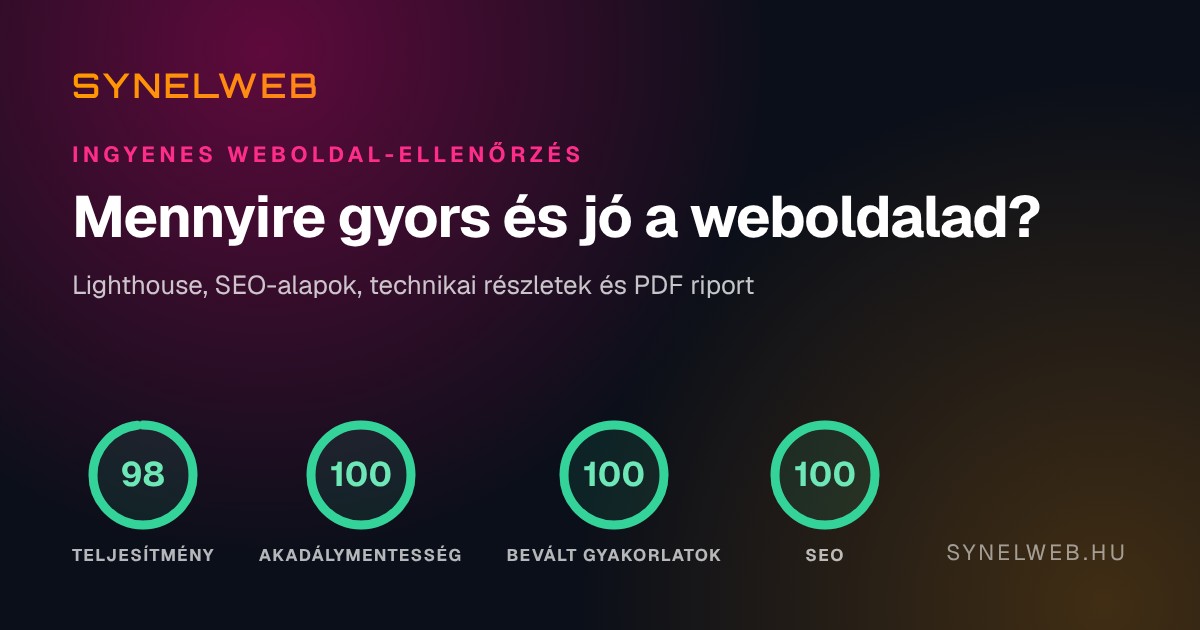 SYNELWEB
INGYENES WEBOLDAL-ELLENŐRZÉS
Mennyire gyors és jó a weboldalad?
Lighthouse, SEO-alapok, technikai részletek és PDF riport
98 100 100 100
TELJESÍTMÉNY AKADÁLYMENTESSÉG BEVÁLT GYAKORLATOK SEO SYNELWEB.HU